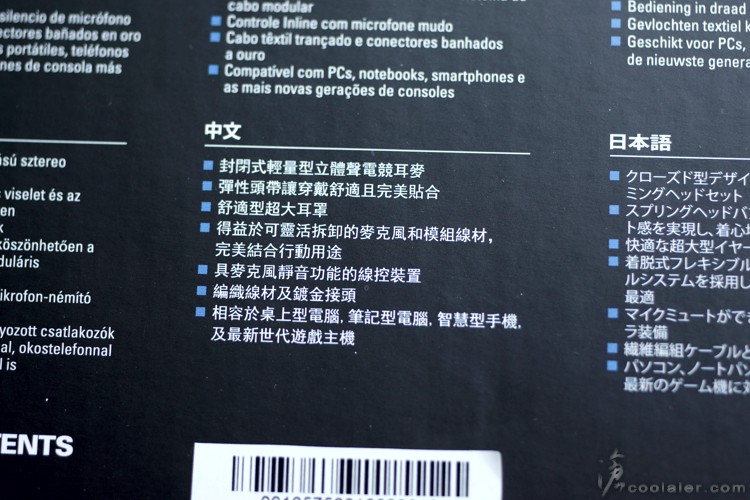 silencio de micrófono
ectores bañados en oro
s portátiles, teléfonos
nes de consola más
ású sztereo
s viselet és az
en
k
köszönhetően a
duláris
ikrofon-némító
yozott csatlakozók
al, okostelefonnal
l is
TENTS
cabo modular
Controle Inline com microfone mudo
Cabo têxtil trançado e conectores banhados
a ouro
Compatível com PCs, notebooks, smartphones e
as mais novas gerações de consoles
中文
封閉式輕量型立體聲電競耳麥
彈性頭帶讓穿戴舒適且完美貼合
舒適型超大耳罩
得益於可靈活拆卸的麥克風和模組線材，
完美結合行動用途
具麥克風靜音功能的線控裝置
編織線材及鍍金接頭
相容於桌上型電腦, 筆記型電腦, 智慧型手機,
及最新世代遊戲主機
Bediening in draad
Gevlochten textiel k
Geschikt voor PCs,
de nieuwste genera
日本語
クローズド型デザイ
ミングヘッドセット
スプリングヘッドバ
ト感を実現し、着心
快適な超大型イヤー
着脱式フレキシブル
ルシステムを採用し
最適
マイクミュートがで
ラ装備
繊維編組ケーブルと
パソコン、ノートパソ
最新のゲーム機に対
滄 coolaler.com